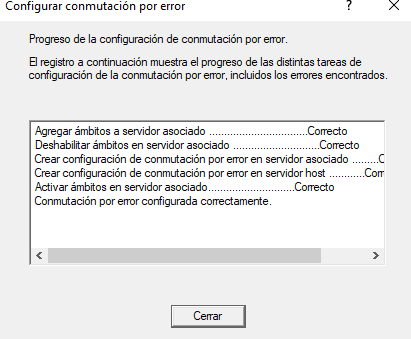 Configurar conmutación por error
?
Progreso de la configuración de conmutación por error.
El registro a continuación muestra el progreso de las distintas tareas de
configuración de la conmutación por error, incluidos los errores encontrados.
Agregar ámbitos a servidor asociado .................................Correcto
Deshabilitar ámbitos en servidor asociado .............................Correcto
Crear configuración de conmutación por error en servidor asociado .........C
Crear configuración de conmutación por error en servidor host ............Corr
Activar ámbitos en servidor asociado.............................Correcto
Conmutación por error configurada correctamente.
Cerrar